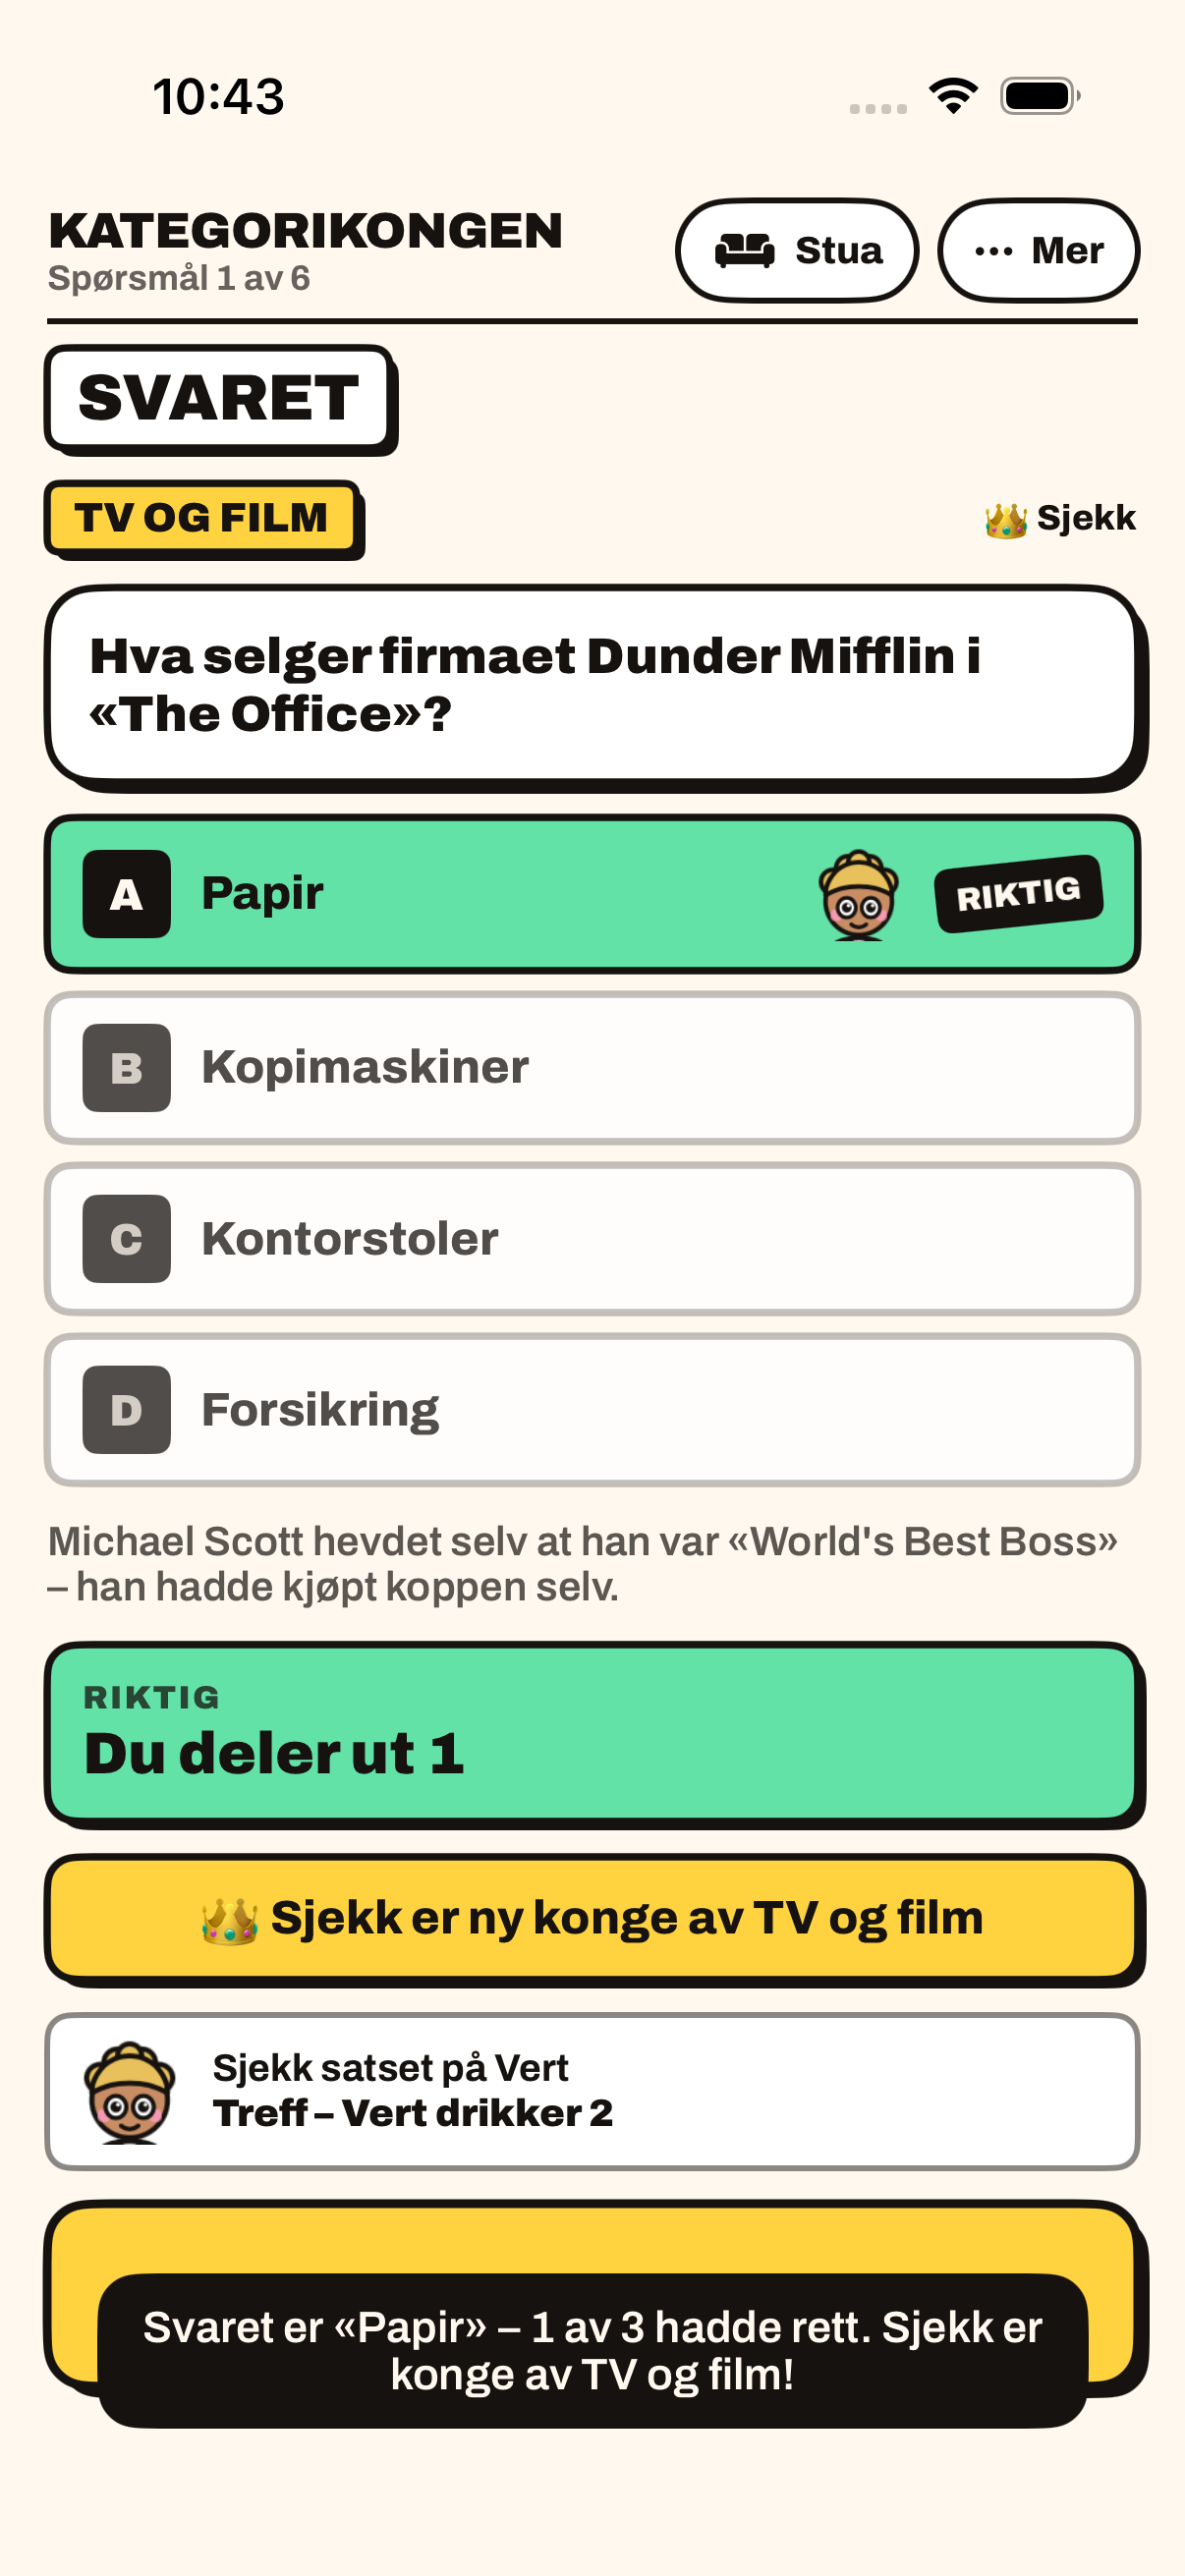 10:43
KATEGORIKONGEN
Spørsmål 1 av 6
Stua
Mer
SVARET
TV OG FILM
Sjekk
Hva selger firmaet Dunder Mifflin i
«The Office»?
A Papir RIKTIG
B Kopimaskiner
C Kontorstoler
D Forsikring
Michael Scott hevdet selv at han var «World's Best Boss»
– han hadde kjøpt koppen selv.
RIKTIG
Du deler ut 1
Sjekk er ny konge av TV og film
Sjekk satset på Vert
Treff – Vert drikker 2
Svaret er «Papir» – 1 av 3 hadde rett. Sjekk er
konge av TV og film!